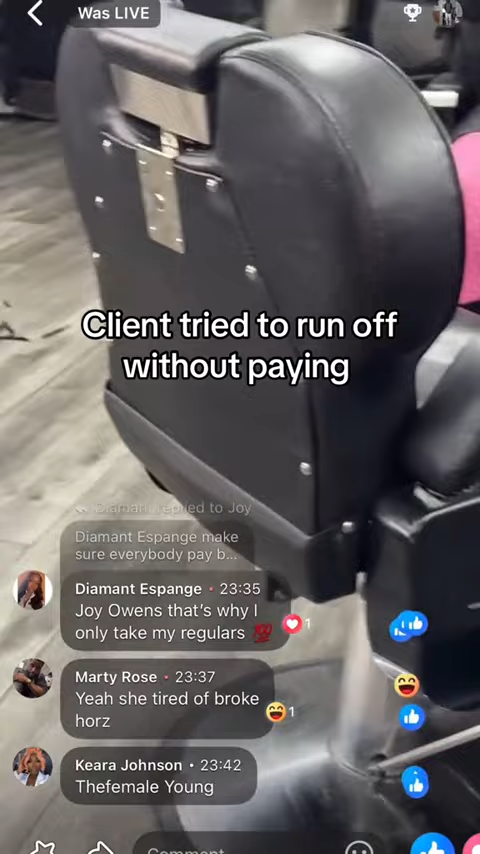 Was LIVE
Client tried to run off
without paying
Diamant replied to Joy
Diamant Espange make
sure everybody pay b...
Diamant Espange • 23:35
Joy Owens that's why I
only take my regulars 💯
1
Marty Rose • 23:37
Yeah she tired of broke
horz
1
Keara Johnson • 23:42
Thefemale Young
Comment